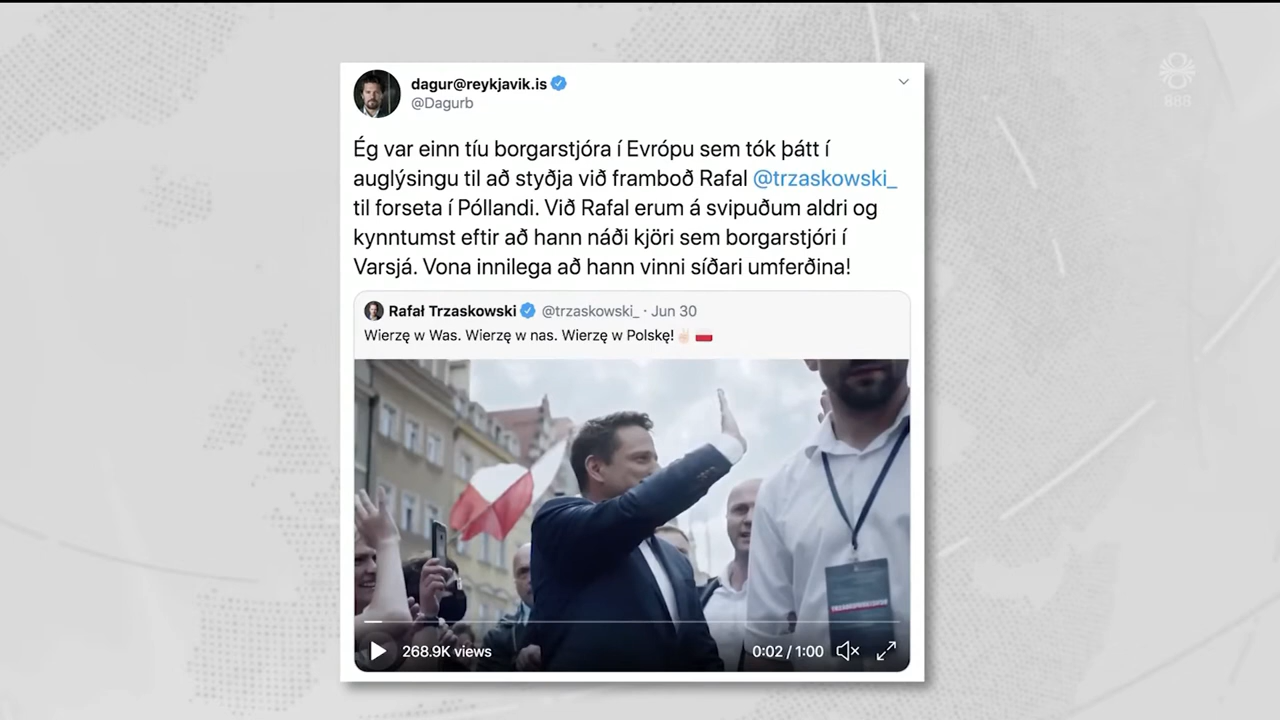 dagur@reykjavik.is
@Dagurb
888
Ég var einn tíu borgarstjóra í Evrópu sem tók þátt í
auglýsingu til að styðja við framboð Rafal @trzaskowski_
til forseta í Póllandi. Við Rafal erum á svipuðum aldri og
kynntumst eftir að hann náði kjöri sem borgarstjóri í
Varsjá. Vona innilega að hann vinni síðari umferðina!
Rafał Trzaskowski @trzaskowski_ · Jun 30
Wierzę w Was. Wierzę w nas. Wierzę w Polskę!✌🏻🇵🇱
268.9K views
0:02 / 1:00